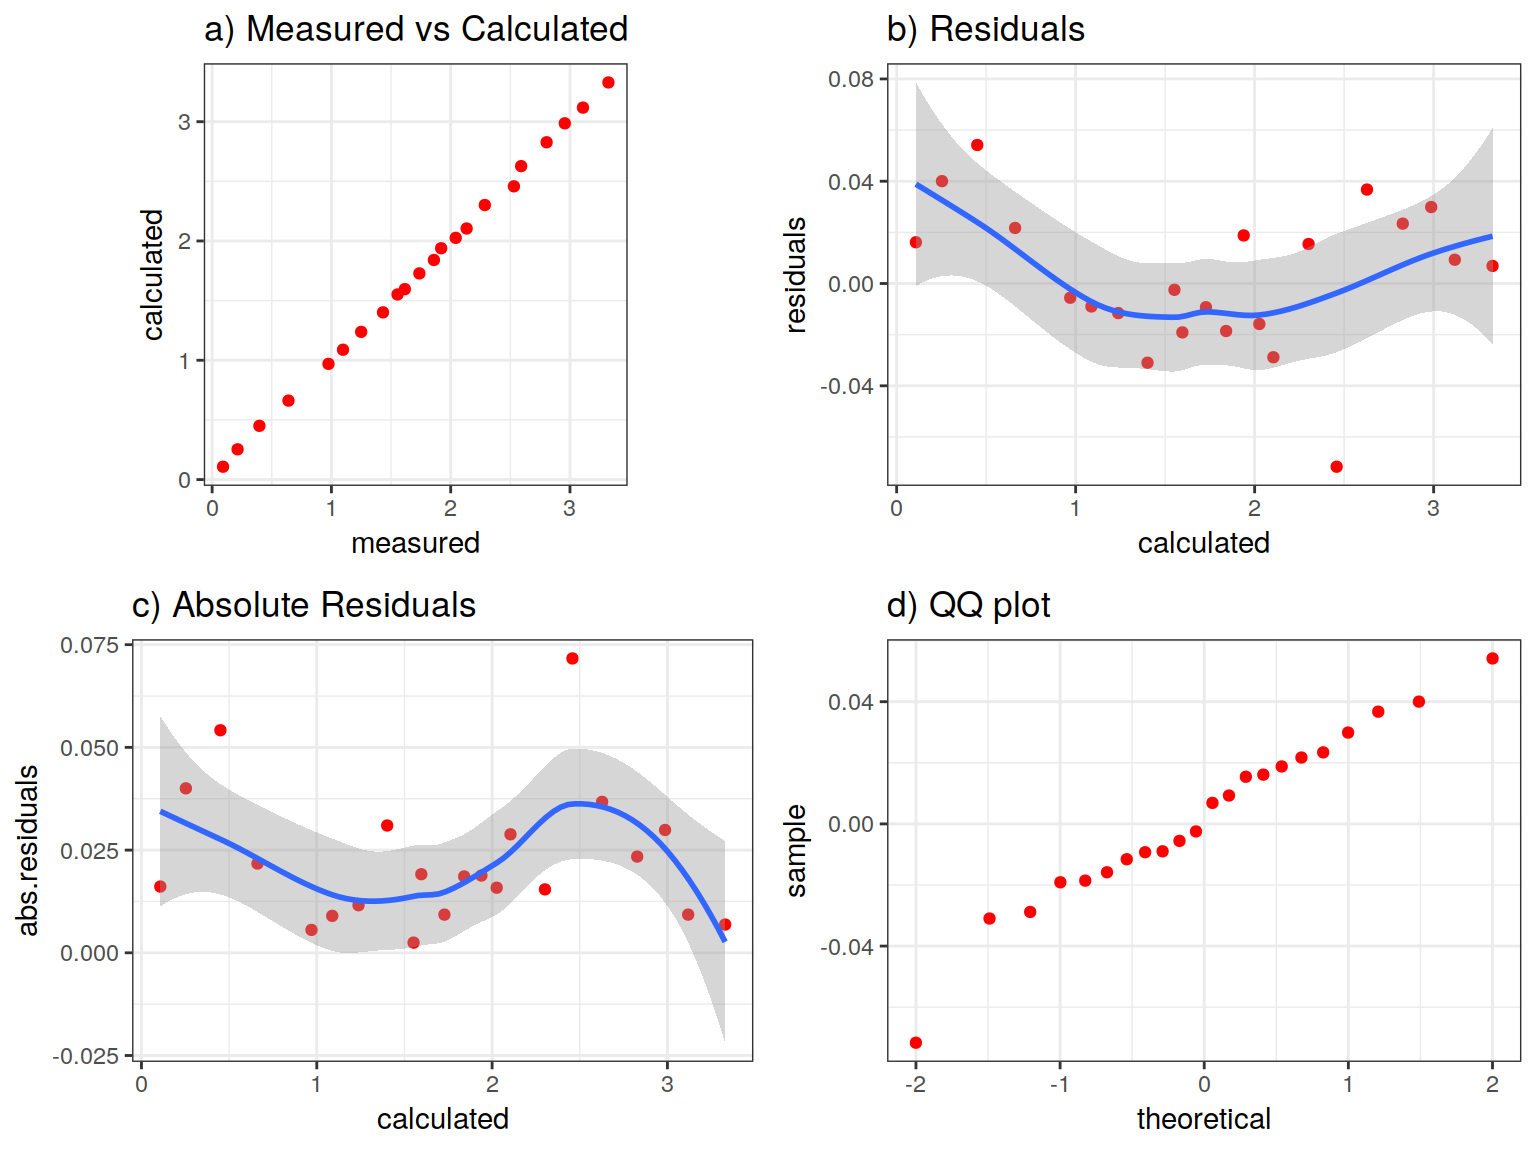 a) Measured vs Calculated
3
2
1
0
calculated
0 1 2 3
measured
b) Residuals
0.08
0.04
0.00
-0.04
residuals
0 1 2 3
calculated
c) Absolute Residuals
0.075
0.050
0.025
0.000
-0.025
abs.residuals
0 1 2 3
calculated
d) QQ plot
0.04
0.00
-0.04
sample
-2 -1 0 1 2
theoretical